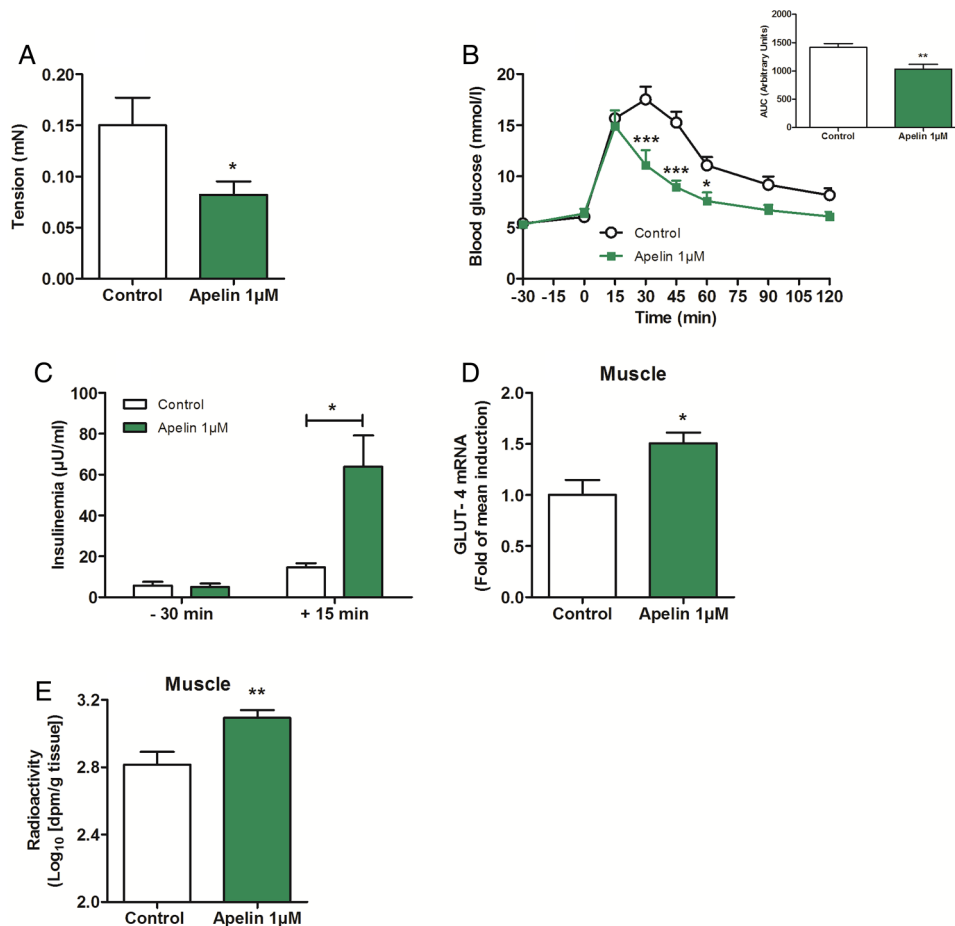 A
Tension (mN)
0.20
0.15
0.10
0.05
0.00
Control
Apelin 1µM
*
B
Blood glucose (mmol/l)
20
15
10
5
0
***
***
*
Control
Apelin 1µM
-30 -15 0 15 30 45 60 75 90 105 120
Time (min)
AUC (Arbitrary Units)
1500
1000
500
0
**
Control
Apelin 1µM
C
Insulinemia (µU/ml)
100
80
60
40
20
0
Control
Apelin 1µM
*
- 30 min
+ 15 min
D
Muscle
GLUT- 4 mRNA
(Fold of mean induction)
2.0
1.5
1.0
0.5
0.0
*
Control
Apelin 1µM
E
Muscle
Radioactivity
(Log10 [dpm/g tissue])
3.2
2.8
2.4
2.0
**
Control
Apelin 1µM